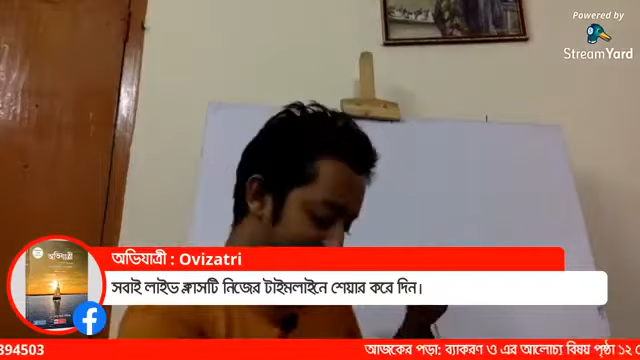 Powered by
StreamYard
অভিযাত্রী
অভিযাত্রী : Ovizatri
সবাই লাইভ ক্লাসটি নিজের টাইমলাইনে শেয়ার করে দিন।
394503
আজকের পড়া: ব্যাকরণ ও এর আলোচ্য বিষয় পৃষ্ঠা ১২